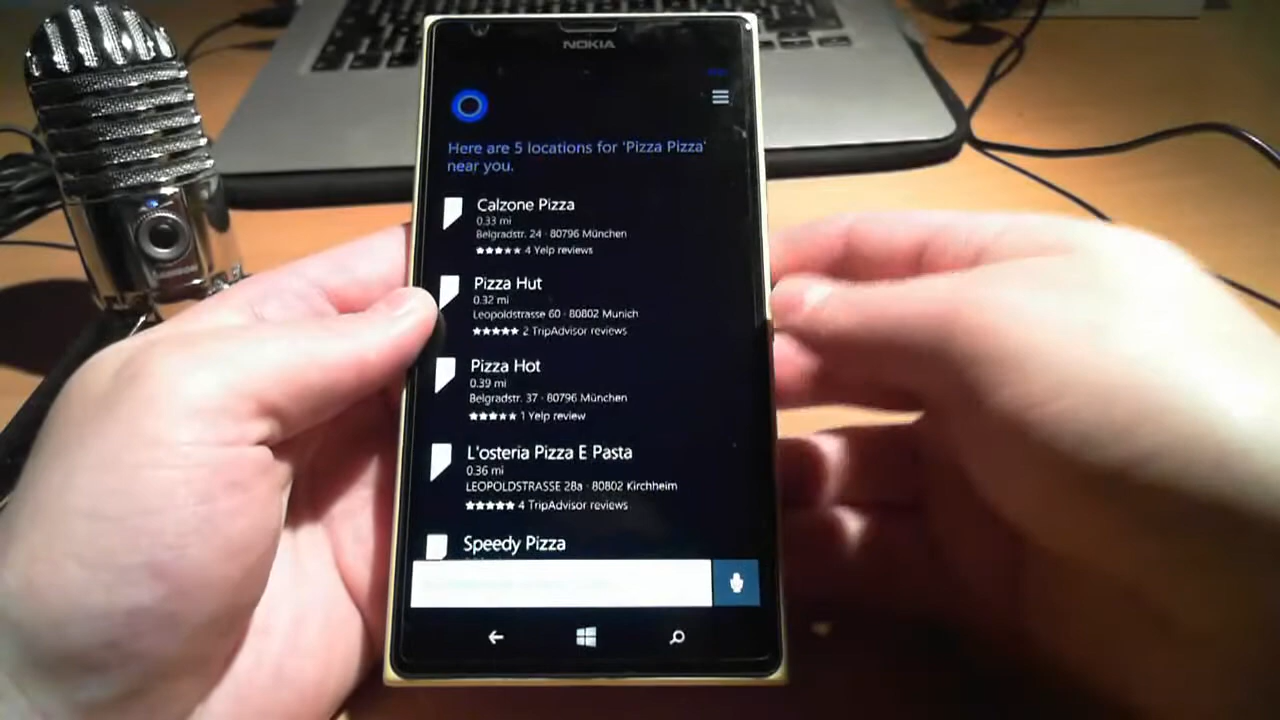 NOKIA
Here are 5 locations for 'Pizza Pizza'
near you.
Calzone Pizza
0.33 mi
Belgradstr. 24 · 80796 München
4 Yelp reviews
Pizza Hut
0.32 mi
Leopoldstrasse 60 · 80802 Munich
2 TripAdvisor reviews
Pizza Hot
0.39 mi
Belgradstr. 37 · 80796 München
1 Yelp review
L'osteria Pizza E Pasta
0.36 mi
LEOPOLDSTRASSE 28a · 80802 Kirchheim
4 TripAdvisor reviews
Speedy Pizza